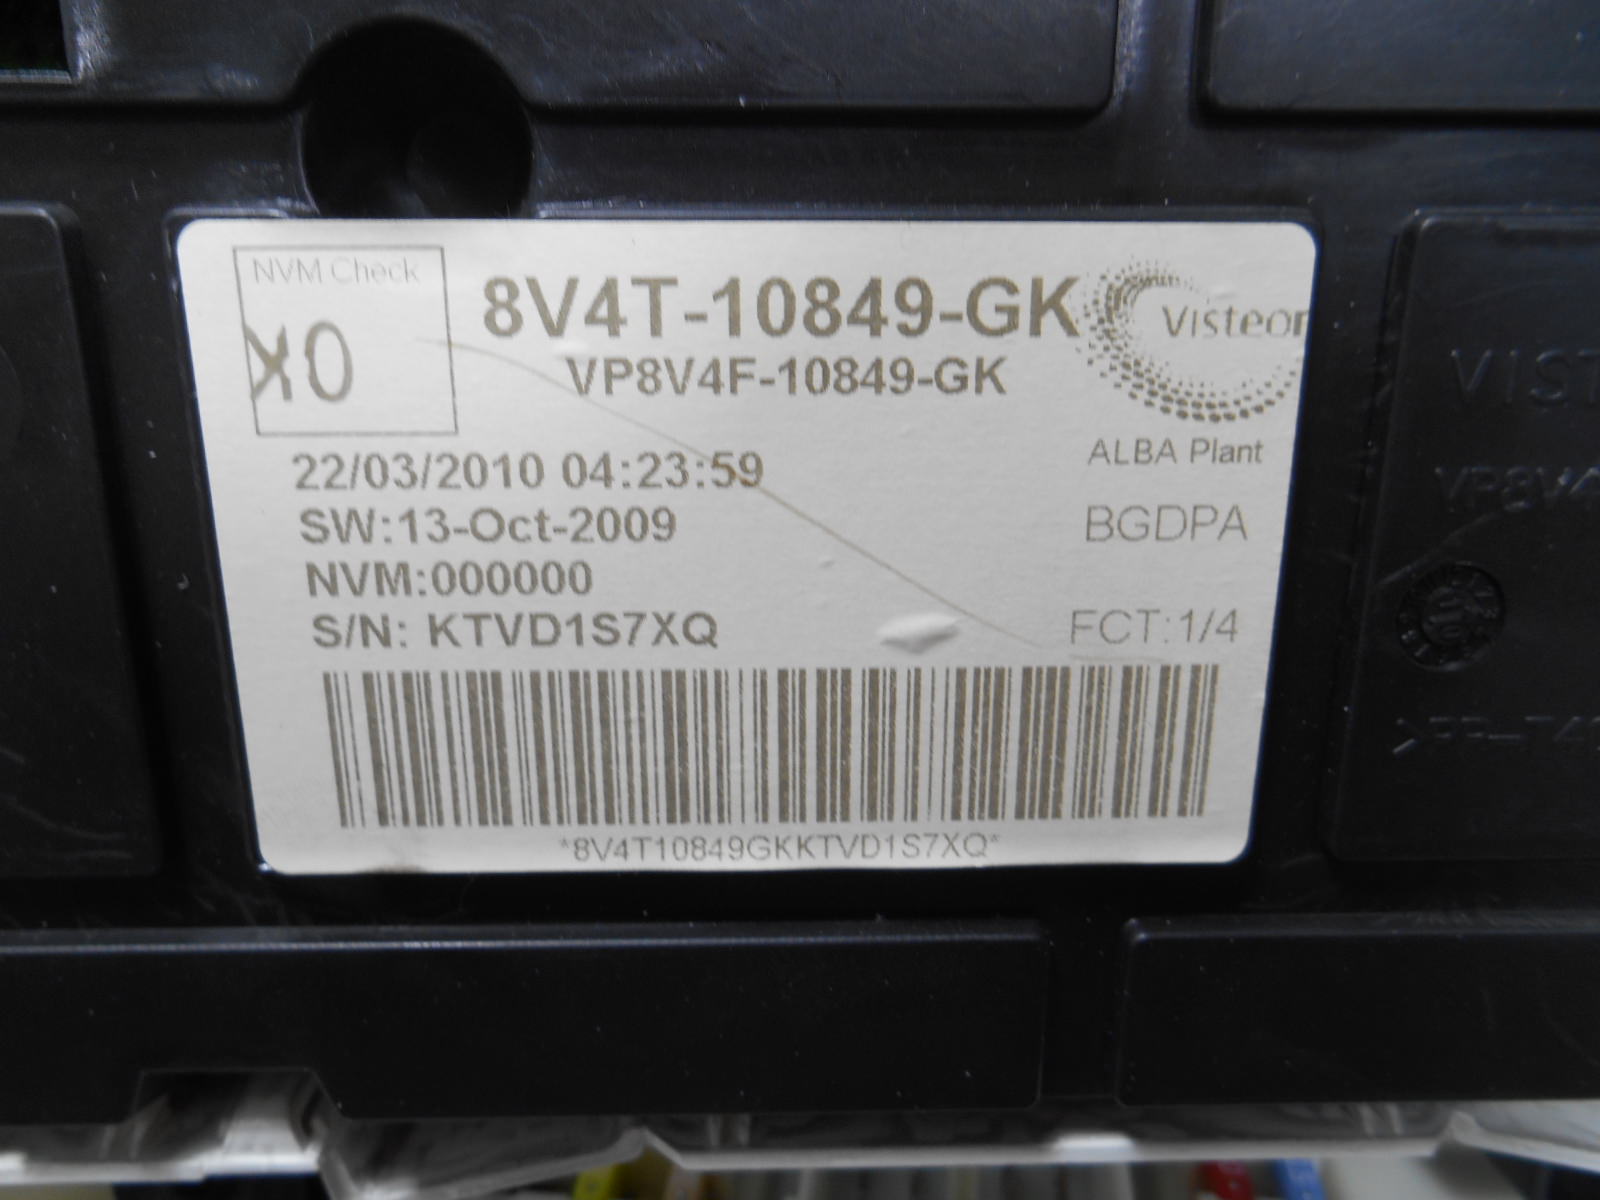 NVM Check
8V4T-10849-GK
Visteon
VP8V4F-10849-GK
ALBA Plant
22/03/2010 04:23:59
SW:13-Oct-2009
BGDPA
NVM:000000
S/N: KTVD1S7XQ
FCT:1/4
*8V4T10849GKKTVD1S7XQ*
VIST
VP8V4